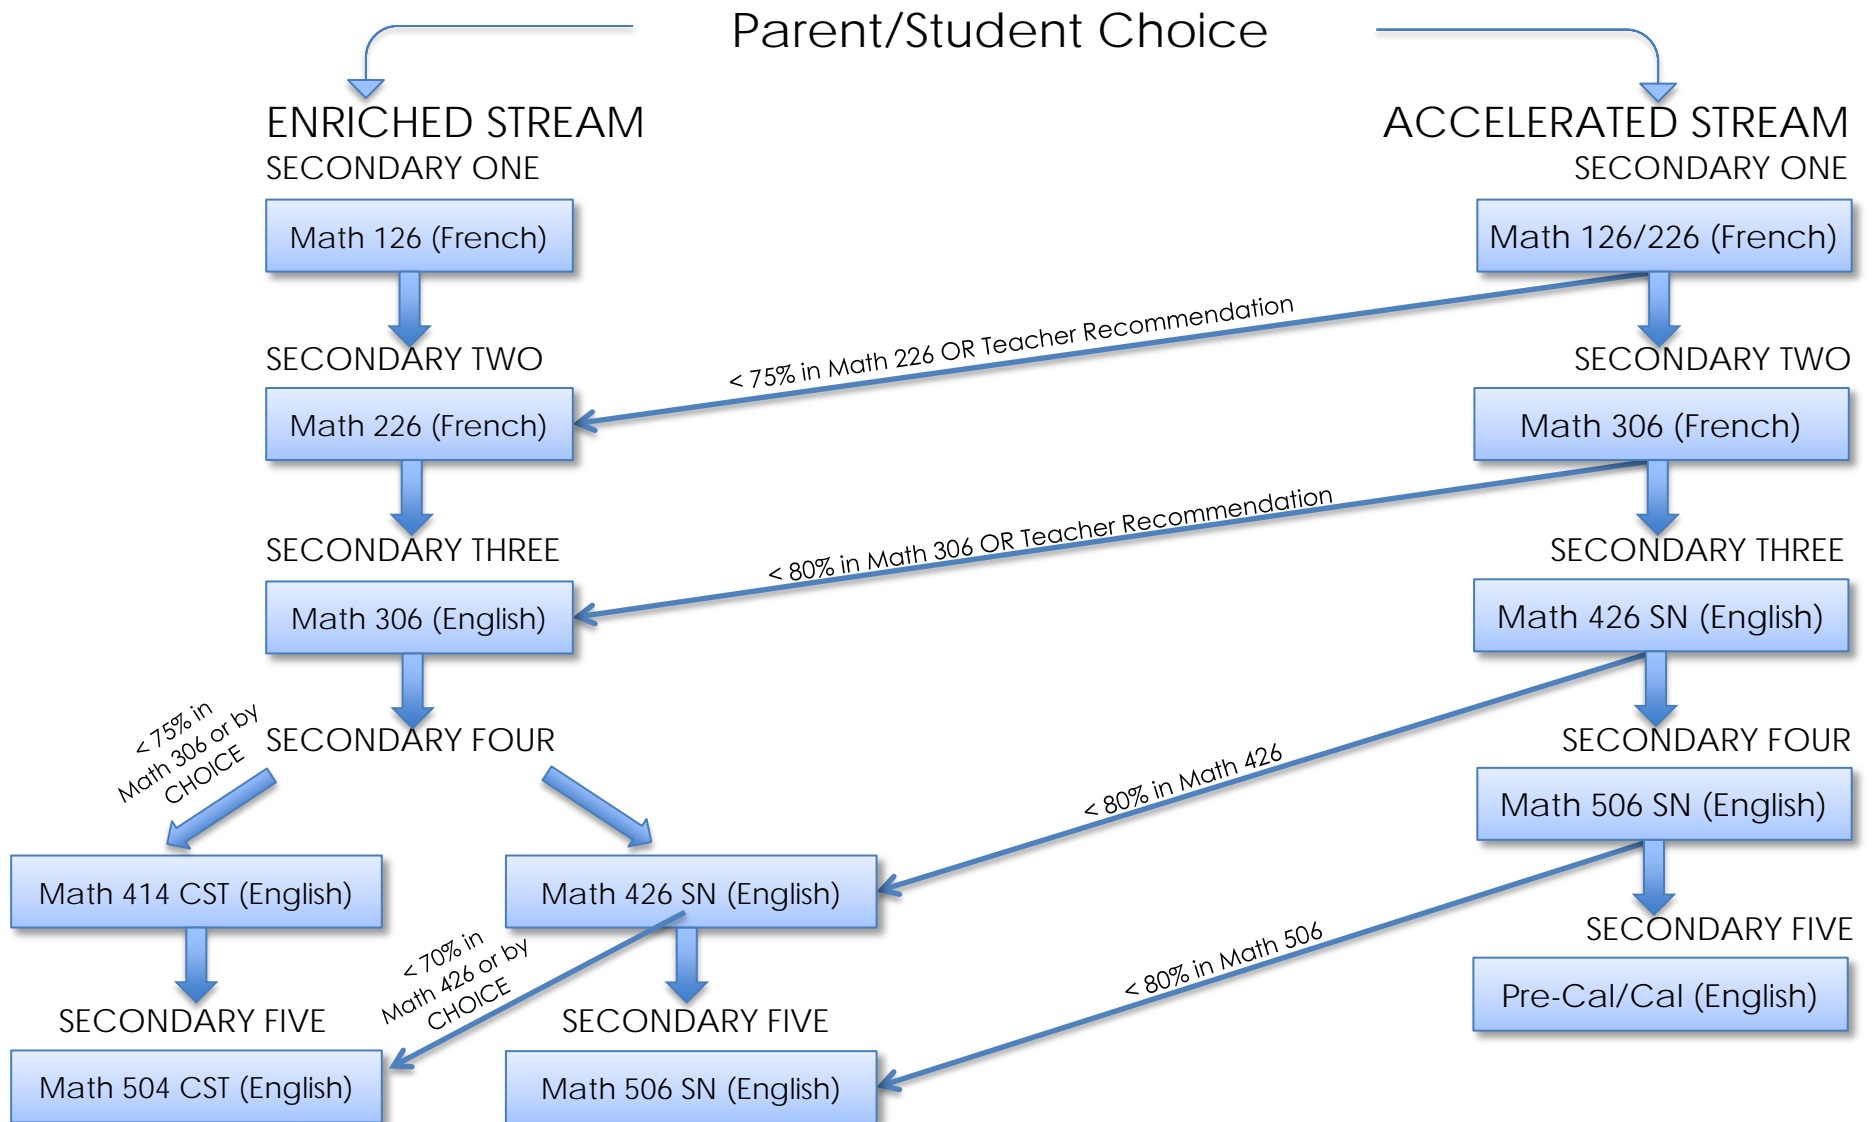 Parent/Student Choice
ENRICHED STREAM
SECONDARY ONE
Math 126 (French)
SECONDARY TWO
Math 226 (French)
SECONDARY THREE
Math 306 (English)
SECONDARY FOUR
< 75% in
Math 306 or by
CHOICE
Math 414 CST (English)
SECONDARY FIVE
Math 504 CST (English)
Math 426 SN (English)
< 70% in
Math 426 or by
CHOICE
SECONDARY FIVE
Math 506 SN (English)
< 75% in Math 226 OR Teacher Recommendation
< 80% in Math 306 OR Teacher Recommendation
< 80% in Math 426
< 80% in Math 506
ACCELERATED STREAM
SECONDARY ONE
Math 126/226 (French)
SECONDARY TWO
Math 306 (French)
SECONDARY THREE
Math 426 SN (English)
SECONDARY FOUR
Math 506 SN (English)
SECONDARY FIVE
Pre-Cal/Cal (English)